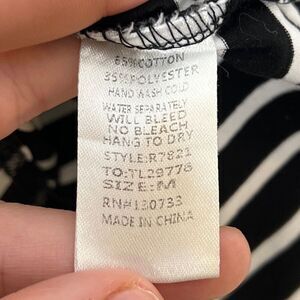 65%COTTON
35%POLYESTER
HAND WASH COLD
WATER SEPARATELY
WILL BLEED
NO BLEACH
HANG TO DRY
STYLE:R7821
TO:TL29776
SIZE:M
RN#130733
MADE IN CHINA